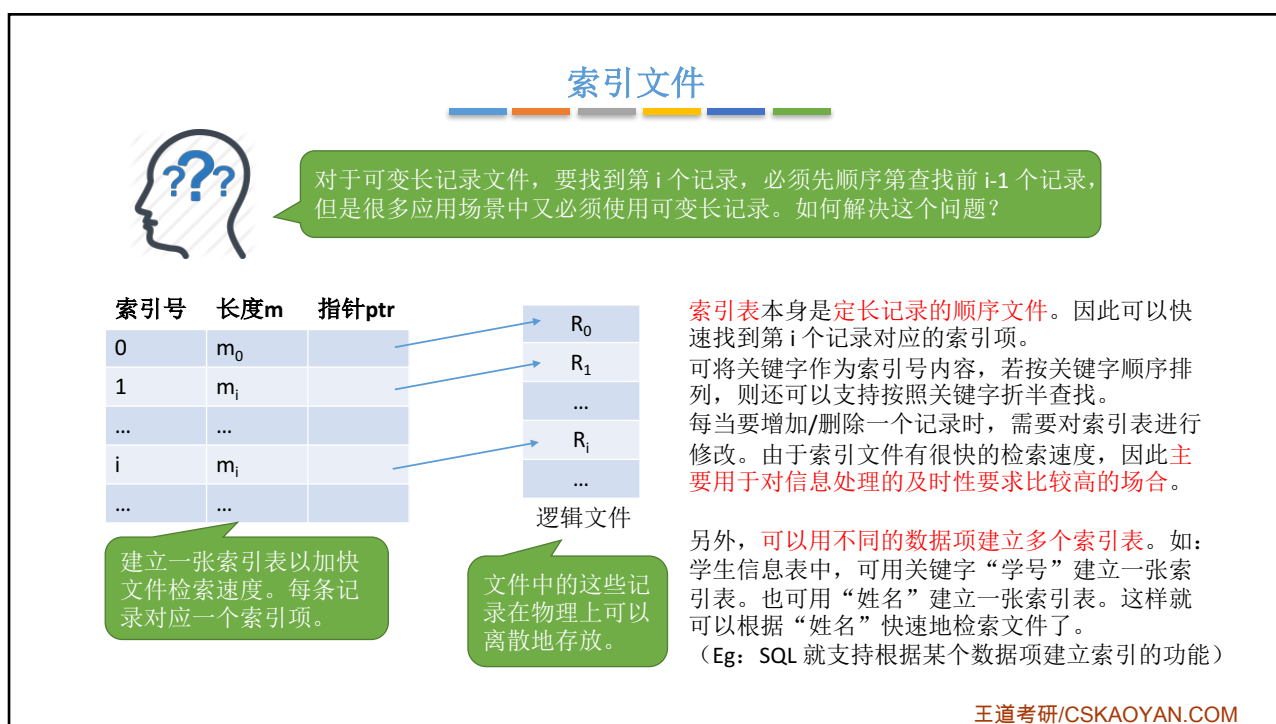 索引文件
???
对于可变长记录文件，要找到第 i 个记录，必须先顺序第查找前 i-1 个记录，
但是很多应用场景中又必须使用可变长记录。如何解决这个问题？
索引号 长度m 指针ptr
0 m0
1 mi
… …
i mi
… …
R0
R1
…
Ri
…
逻辑文件
建立一张索引表以加快
文件检索速度。每条记
录对应一个索引项。
文件中的这些记
录在物理上可以
离散地存放。
索引表本身是定长记录的顺序文件。因此可以快
速找到第 i 个记录对应的索引项。
可将关键字作为索引号内容，若按关键字顺序排
列，则还可以支持按照关键字折半查找。
每当要增加/删除一个记录时，需要对索引表进行
修改。由于索引文件有很快的检索速度，因此主
要用于对信息处理的及时性要求比较高的场合。
另外，可以用不同的数据项建立多个索引表。如：
学生信息表中，可用关键字“学号”建立一张索
引表。也可用“姓名”建立一张索引表。这样就
可以根据“姓名”快速地检索文件了。
（Eg：SQL 就支持根据某个数据项建立索引的功能）
王道考研/CSKAOYAN.COM